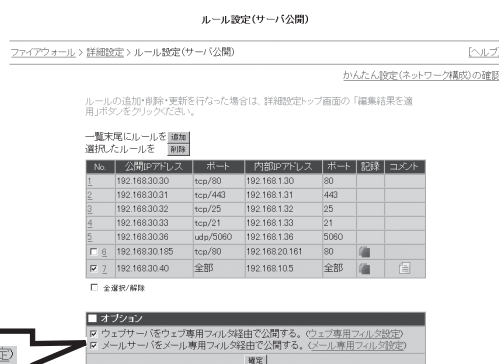 ルール設定(サーバ公開)
ファイアウォール > 詳細設定 > ルール設定(サーバ公開)
[ヘルプ]
かんたん設定(ネットワーク構成)の確認
ルールの追加・削除・更新を行なった場合は、詳細設定トップ画面の「編集結果を適
用」ボタンをクリックください。
一覧末尾にルールを 追加
選択したルールを 削除
No. 公開IPアドレス ポート 内部IPアドレス ポート 記録 コメント
1 192.168.30.30 tcp/80 192.168.1.30 80
2 192.168.30.31 tcp/443 192.168.1.31 443
3 192.168.30.32 tcp/25 192.168.1.32 25
4 192.168.30.33 tcp/21 192.168.1.33 21
5 192.168.30.36 udp/5060 192.168.1.36 5060
6 192.168.30.185 tcp/80 192.168.20.161 80
7 192.168.30.40 全部 192.168.10.5 全部
全選択/解除
■ オプション
ウェブサーバをウェブ専用フィルタ経由で公開する。(ウェブ専用フィルタ設定)
メールサーバをメール専用フィルタ経由で公開する。(メール専用フィルタ設定)
確定
定)